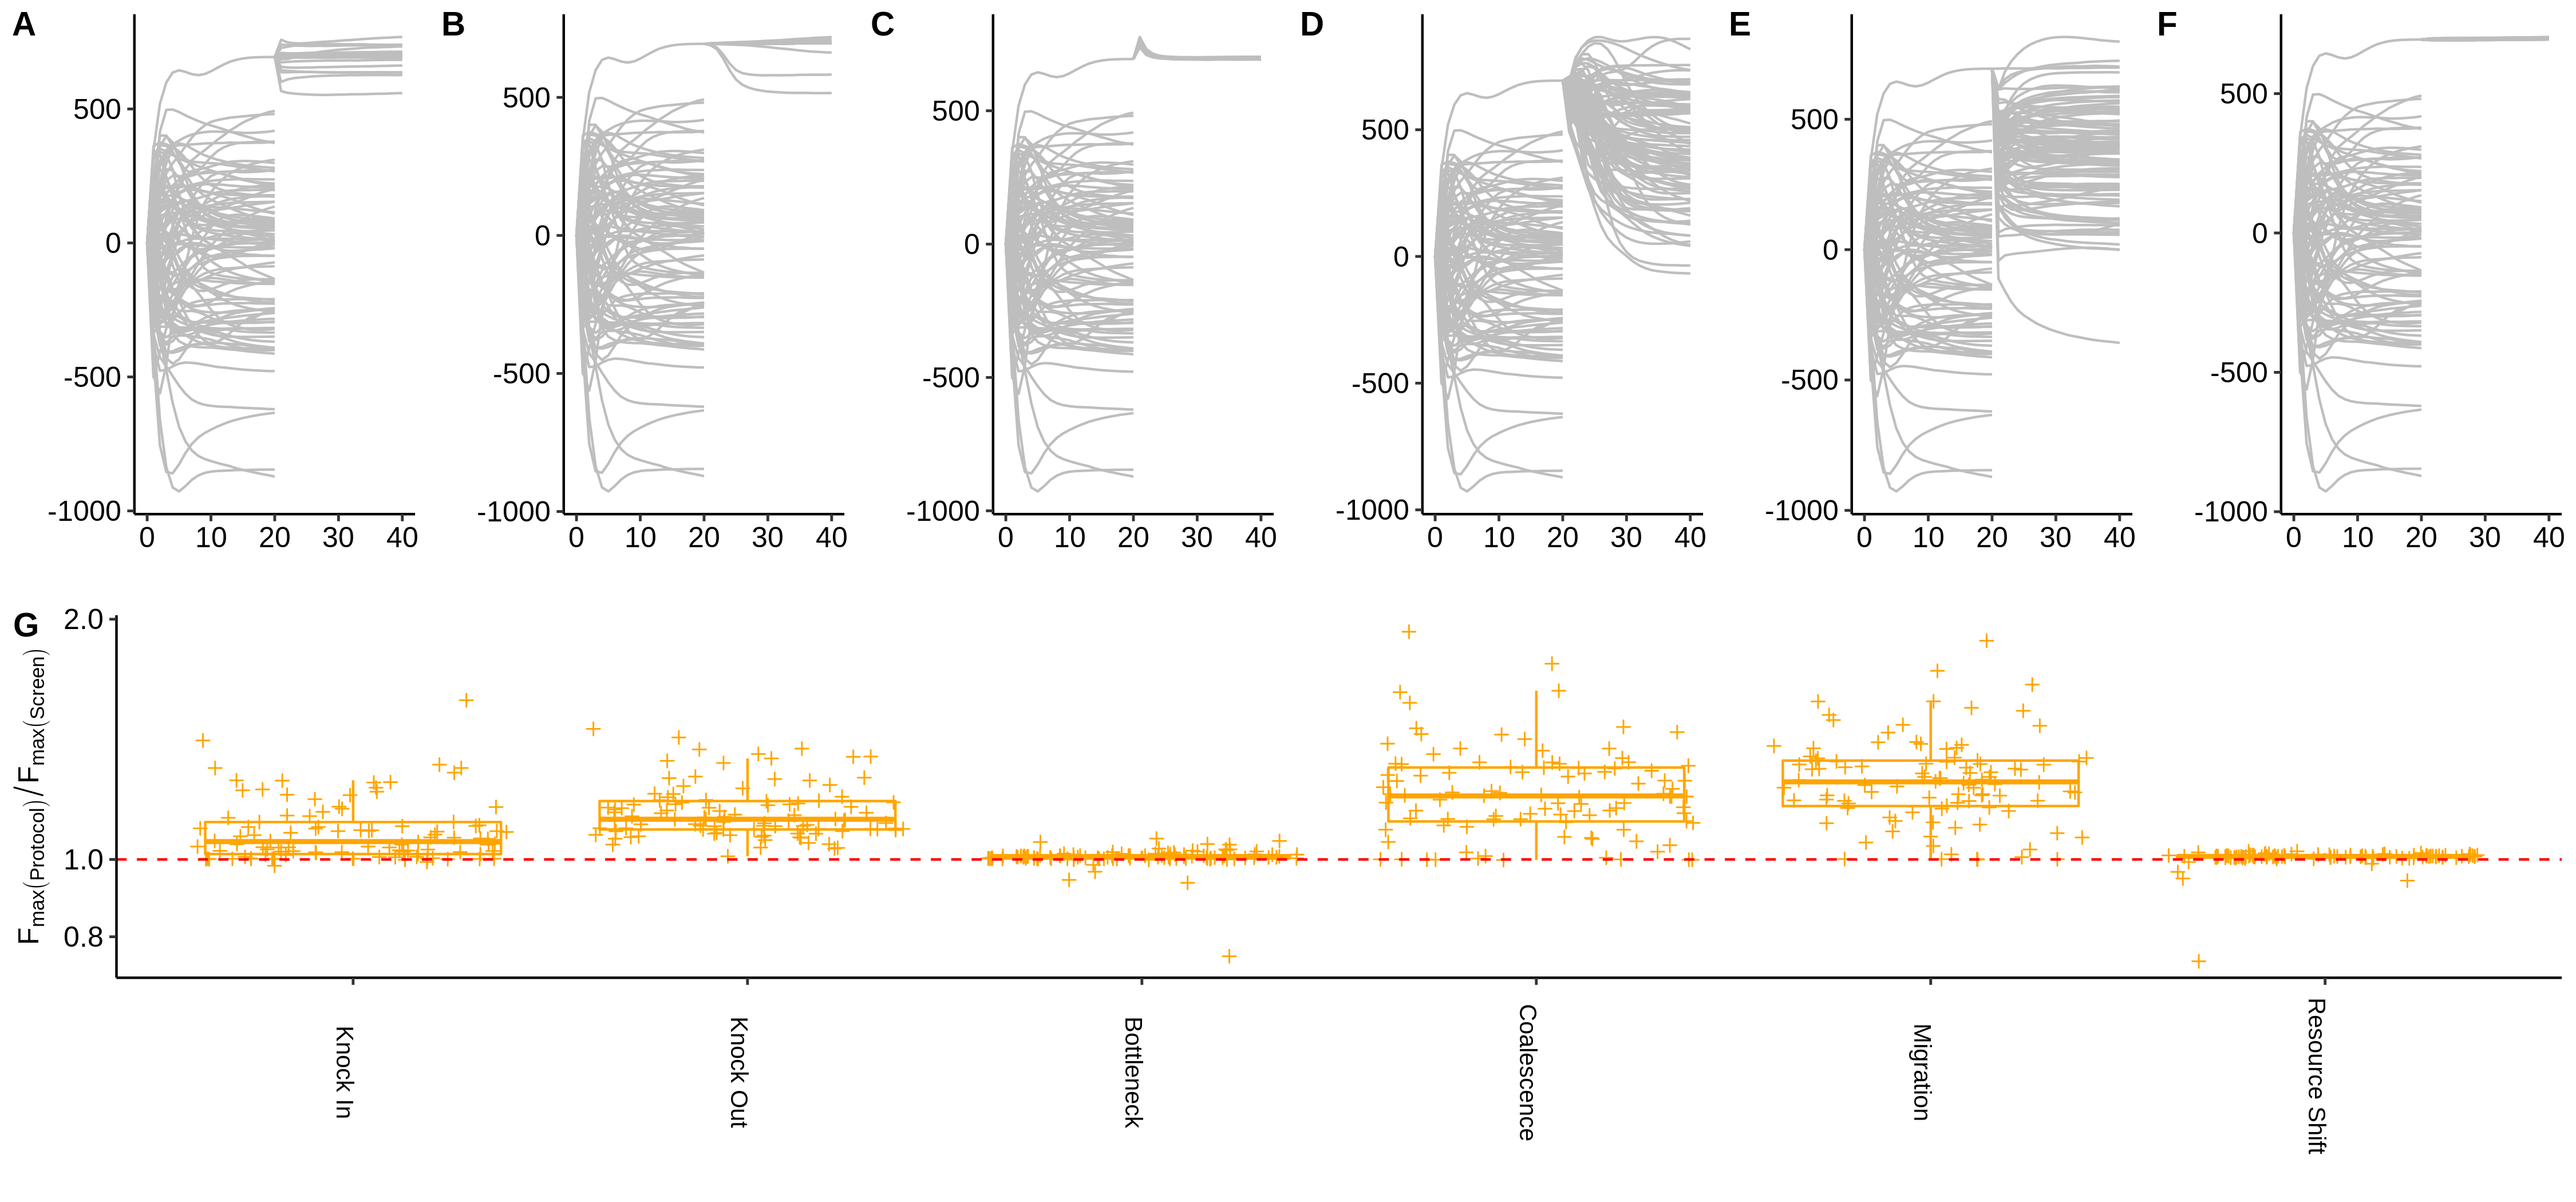 A B C D E F
500 500 500 500 500 500
0 0 0 0 0 0
-500 -500 -500 -500 -500 -500
-1000 -1000 -1000 -1000 -1000 -1000
0 10 20 30 40 0 10 20 30 40 0 10 20 30 40 0 10 20 30 40 0 10 20 30 40 0 10 20 30 40
G
2.0
1.0
0.8
Fmax(Protocol)/Fmax(Screen)
Knock In
Knock Out
Bottleneck
Coalescence
Migration
Resource Shift